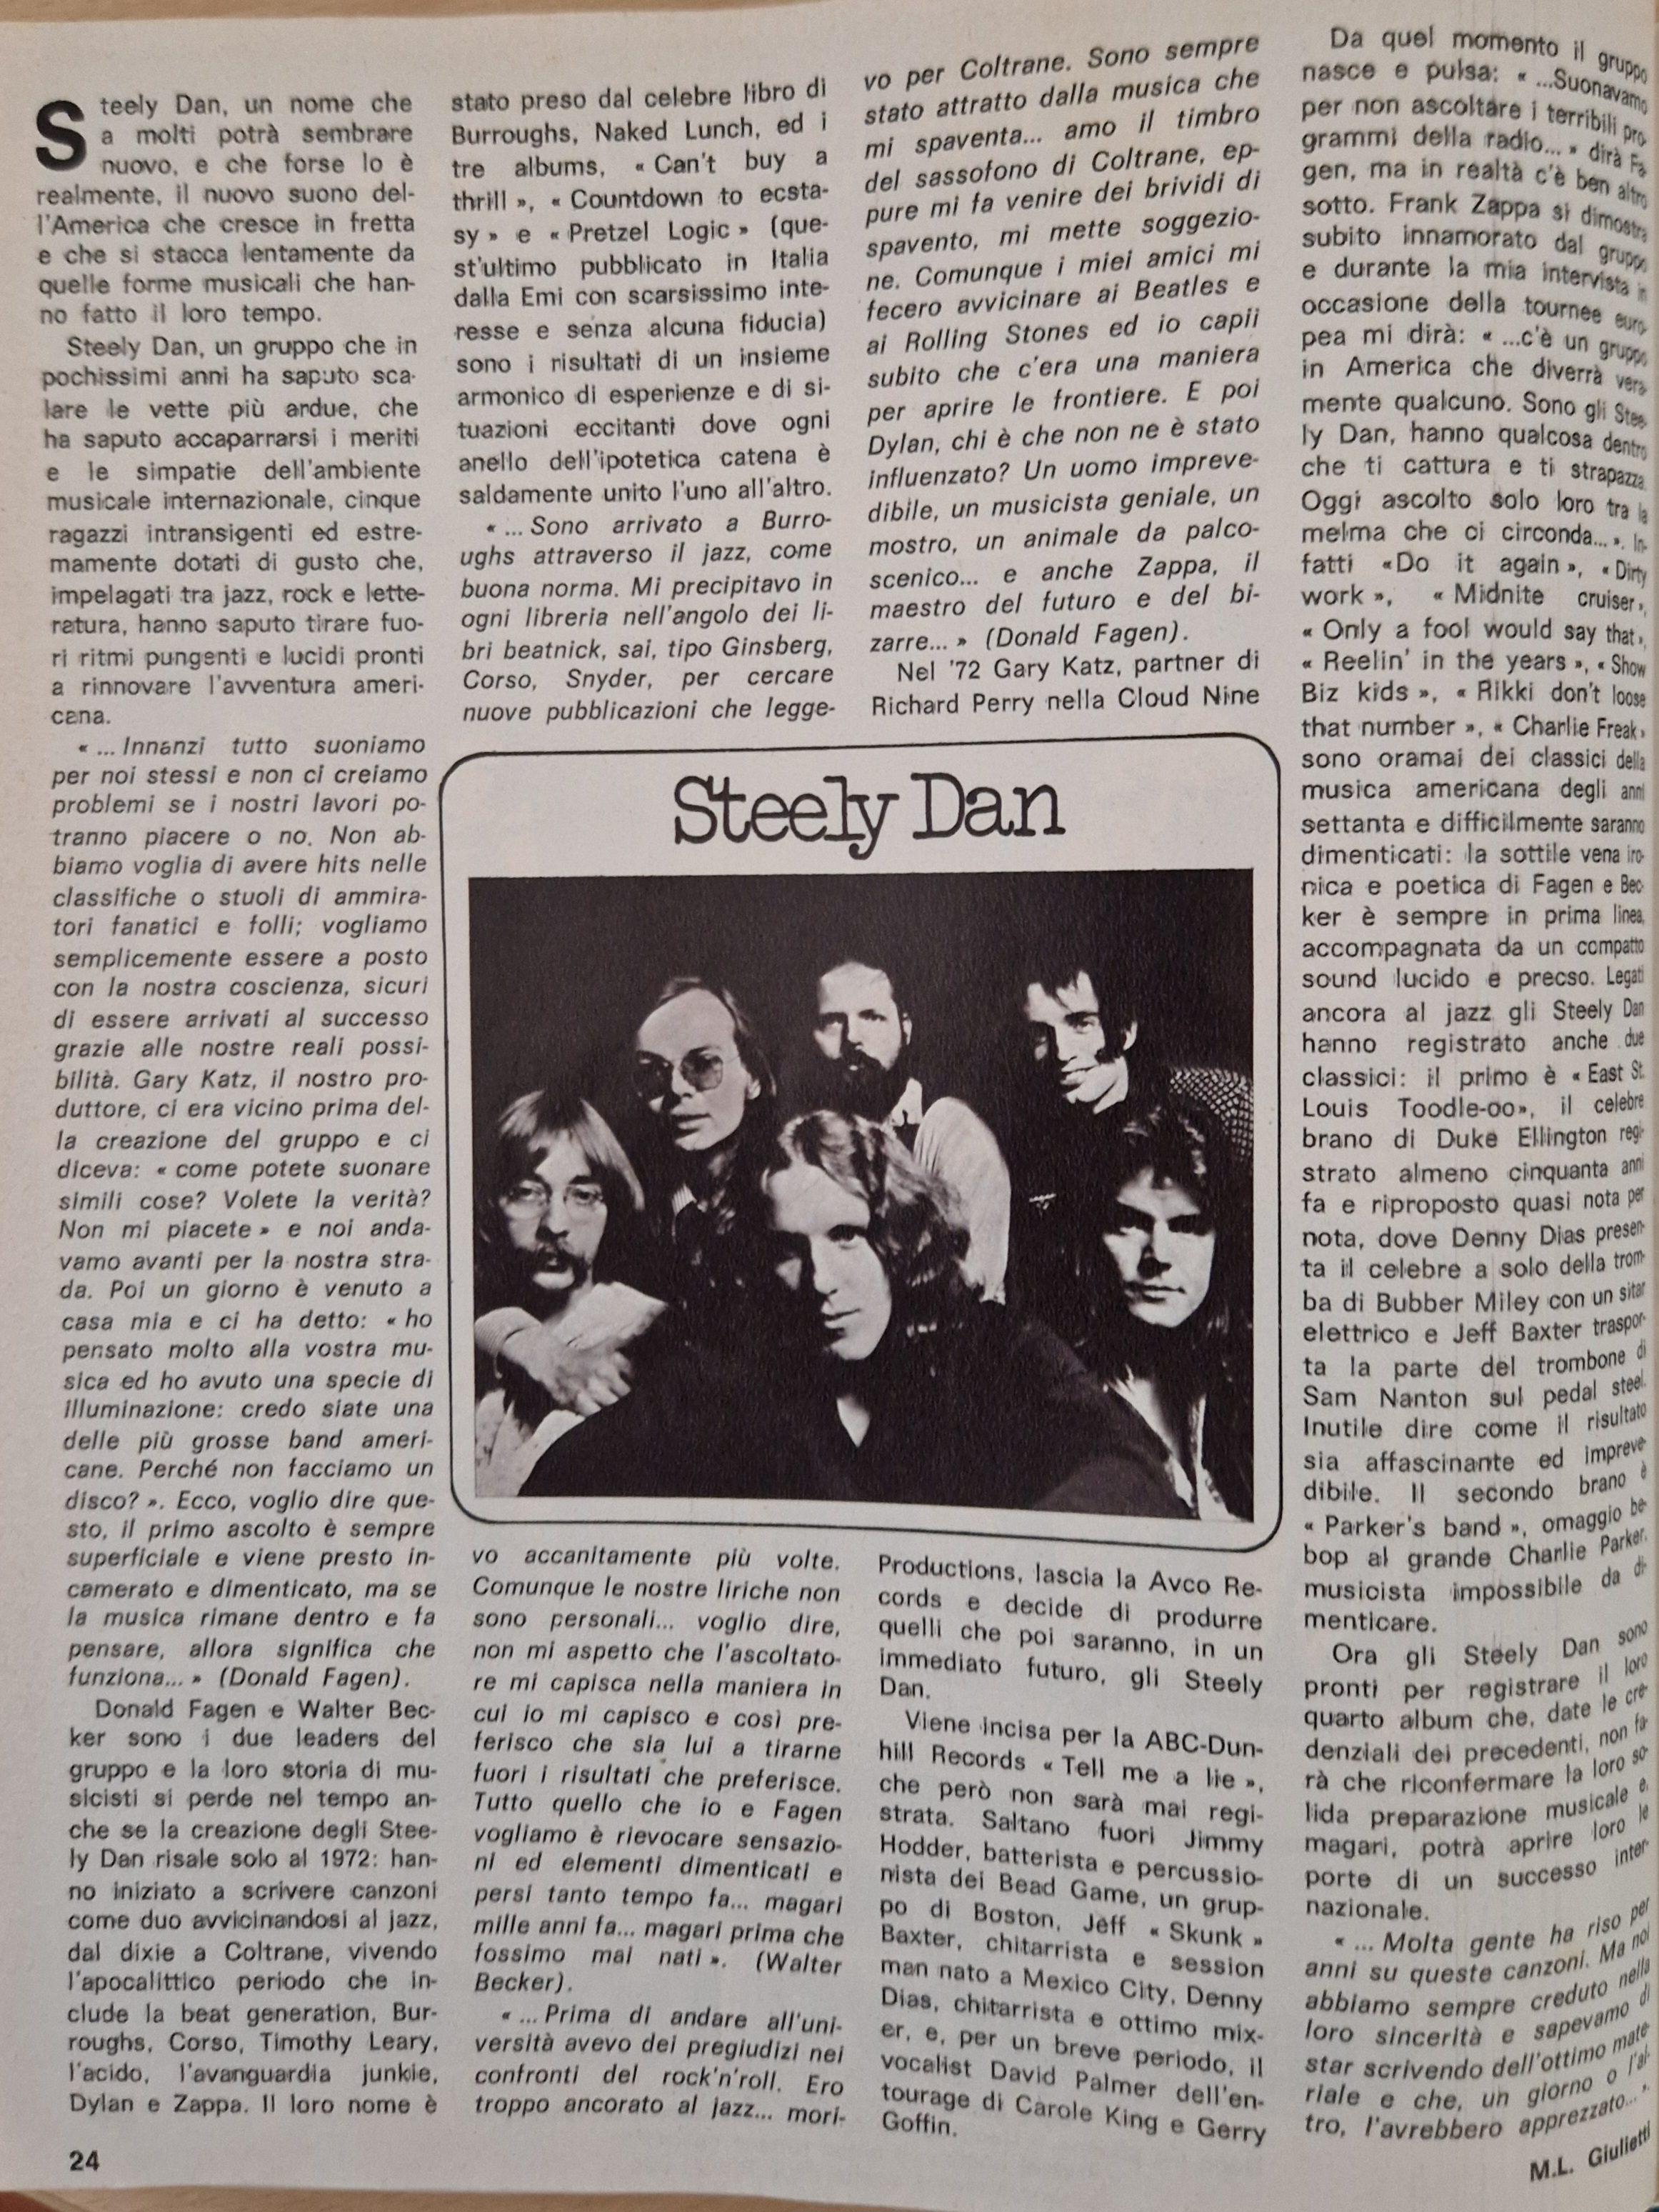 Steely Dan, un nome che
a molti potrà sembrare
nuovo, e che forse lo è
realmente, il nuovo suono del-
l'America che cresce in fretta
e che si stacca lentamente da
quelle forme musicali che han-
no fatto il loro tempo.
Steely Dan, un gruppo che in
pochissimi anni ha saputo sca-
lare le vette più ardue, che
ha saputo accaparrarsi i meriti
e le simpatie dell'ambiente
musicale internazionale, cinque
ragazzi intransigenti ed estre-
mamente dotati di gusto che,
impelagati tra jazz, rock e lette-
ratura, hanno saputo tirare fuo-
ri ritmi pungenti e lucidi pronti
a rinnovare l'avventura ameri-
cana.
« ... Innanzi tutto suoniamo
per noi stessi e non ci creiamo
problemi se i nostri lavori po-
tranno piacere o no. Non ab-
biamo voglia di avere hits nelle
classifiche o stuoli di ammira-
tori fanatici e folli; vogliamo
semplicemente essere a posto
con la nostra coscienza, sicuri
di essere arrivati al successo
grazie alle nostre reali possi-
bilità. Gary Katz, il nostro pro-
duttore, ci era vicino prima del-
la creazione del gruppo e ci
diceva: « come potete suonare
simili cose? Volete la verità?
Non mi piacete » e noi anda-
vamo avanti per la nostra stra-
da. Poi un giorno è venuto a
casa mia e ci ha detto: « ho
pensato molto alla vostra mu-
sica ed ho avuto una specie di
illuminazione: credo siate una
delle più grosse band ameri-
cane. Perché non facciamo un
disco? ». Ecco, voglio dire que-
sto, il primo ascolto è sempre
superficiale e viene presto in-
camerato e dimenticato, ma se
la musica rimane dentro e fa
pensare, allora significa che
funziona... » (Donald Fagen).
Donald Fagen e Walter Bec-
ker sono i due leaders del
gruppo e la loro storia di mu-
sicisti si perde nel tempo an-
che se la creazione degli Stee-
ly Dan risale solo al 1972: han-
no iniziato a scrivere canzoni
come duo avvicinandosi al jazz,
dal dixie a Coltrane, vivendo
l'apocalittico periodo che in-
clude la beat generation, Bur-
roughs, Corso, Timothy Leary,
l'acido, l'avanguardia junkie,
Dylan e Zappa. Il loro nome è
stato preso dal celebre libro di
Burroughs, Naked Lunch, ed i
tre albums, « Can't buy a
thrill », « Countdown to ecsta-
sy » e « Pretzel Logic » (que-
st'ultimo pubblicato in Italia
dalla Emi con scarsissimo inte-
resse e senza alcuna fiducia)
sono i risultati di un insieme
armonico di esperienze e di si-
tuazioni eccitanti dove ogni
anello dell'ipotetica catena è
saldamente unito l'uno all'altro.
« ... Sono arrivato a Burro-
ughs attraverso il jazz, come
buona norma. Mi precipitavo in
ogni libreria nell'angolo dei li-
bri beatnick, sai, tipo Ginsberg,
Corso, Snyder, per cercare
nuove pubblicazioni che legge-
vo accanitamente più volte.
Comunque le nostre liriche non
sono personali... voglio dire,
non mi aspetto che l'ascoltato-
re mi capisca nella maniera in
cui io mi capisco e così pre-
ferisco che sia lui a tirarne
fuori i risultati che preferisce.
Tutto quello che io e Fagen
vogliamo è rievocare sensazio-
ni ed elementi dimenticati e
persi tanto tempo fa... magari
mille anni fa... magari prima che
fossimo mai nati ». (Walter
Becker).
« ... Prima di andare all'uni-
versità avevo dei pregiudizi nei
confronti del rock'n'roll. Ero
troppo ancorato al jazz... mori-
vo per Coltrane. Sono sempre
stato attratto dalla musica che
mi spaventa... amo il timbro
del sassofono di Coltrane, ep-
pure mi fa venire dei brividi di
spavento, mi mette soggezio-
ne. Comunque i miei amici mi
fecero avvicinare ai Beatles e
ai Rolling Stones ed io capii
subito che c'era una maniera
per aprire le frontiere. E poi
Dylan, chi è che non ne è stato
influenzato? Un uomo impreve-
dibile, un musicista geniale, un
mostro, un animale da palco-
scenico... e anche Zappa, il
maestro del futuro e del bi-
zarre... » (Donald Fagen).
Nel '72 Gary Katz, partner di
Richard Perry nella Cloud Nine
Productions, lascia la Avco Re-
cords e decide di produrre
quelli che poi saranno, in un
immediato futuro, gli Steely
Dan.
Viene incisa per la ABC-Dun-
hill Records « Tell me a lie »,
che però non sarà mai regi-
strata. Saltano fuori Jimmy
Hodder, batterista e percussio-
nista dei Bead Game, un grup-
po di Boston, Jeff « Skunk »
Baxter, chitarrista e session
man nato a Mexico City, Denny
Dias, chitarrista e ottimo mix-
er, e, per un breve periodo, il
vocalist David Palmer dell'en-
tourage di Carole King e Gerry
Goffin.
Steely Dan
Da quel momento il gruppo
nasce e pulsa: « ...Suonavamo
per non ascoltare i terribili pro-
grammi della radio... » dirà Fa-
gen, ma in realtà c'è ben altro
sotto. Frank Zappa si dimostra
subito innamorato dal gruppo
e durante la mia intervista in
occasione della tournee euro-
pea mi dirà: « ...c'è un gruppo
in America che diverrà vera-
mente qualcuno. Sono gli Stee-
ly Dan, hanno qualcosa dentro
che ti cattura e ti strapazza.
Oggi ascolto solo loro tra la
melma che ci circonda... ». In-
fatti «Do it again », « Dirty
work », « Midnite cruiser »,
« Only a fool would say that »,
« Reelin' in the years », « Show
Biz kids », « Rikki don't loose
that number », « Charlie Freak »
sono oramai dei classici della
musica americana degli anni
settanta e difficilmente saranno
dimenticati: la sottile vena iro-
nica e poetica di Fagen e Bec-
ker è sempre in prima linea,
accompagnata da un compatto
sound lucido e precso. Legati
ancora al jazz gli Steely Dan
hanno registrato anche due
classici: il primo è « East St.
Louis Toodle-oo», il celebre
brano di Duke Ellington regi-
strato almeno cinquanta anni
fa e riproposto quasi nota per
nota, dove Denny Dias presen-
ta il celebre a solo della trom-
ba di Bubber Miley con un sitar
elettrico e Jeff Baxter traspor-
ta la parte del trombone di
Sam Nanton sul pedal steel.
Inutile dire come il risultato
sia affascinante ed impreve-
dibile. Il secondo brano è
« Parker's band », omaggio be-
bop al grande Charlie Parker,
musicista impossibile da di-
menticare.
Ora gli Steely Dan sono
pronti per registrare il loro
quarto album che, date le cre-
denziali dei precedenti, non fa-
rà che riconfermare la loro so-
lida preparazione musicale e,
magari, potrà aprire loro le
porte di un successo inter-
nazionale.
« ... Molta gente ha riso per
anni su queste canzoni. Ma noi
abbiamo sempre creduto nella
loro sincerità e sapevamo di
star scrivendo dell'ottimo mate-
riale e che, un giorno o l'al-
tro, l'avrebbero apprezzato...
M.L. Giulietti
24